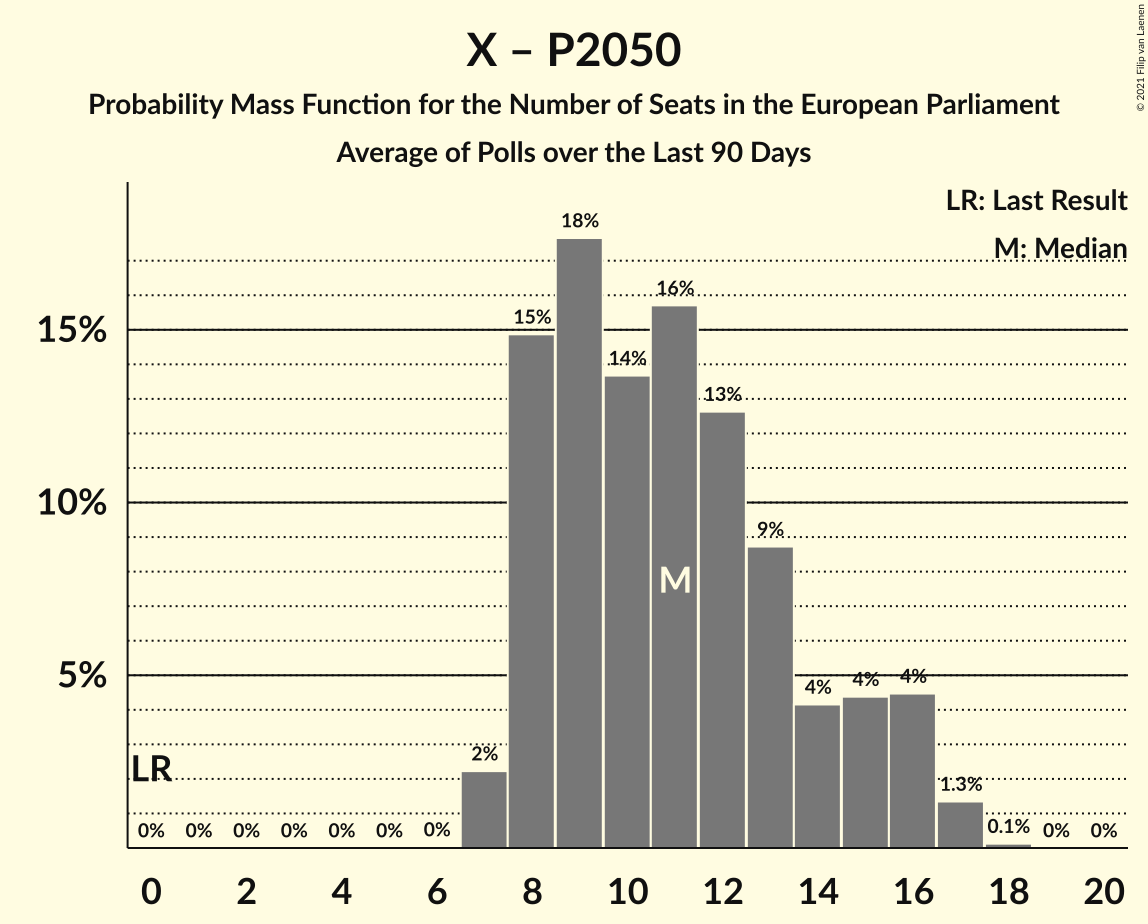 X – P2050
Probability Mass Function for the Number of Seats in the European Parliament
Average of Polls over the Last 90 Days
© 2021 Filip van Laenen
LR: Last Result
M: Median
15%
10%
5%
0% 0% 0% 0% 0% 0% 0% 2% 15% 18% 14% 16% 13% 9% 4% 4% 4% 1.3% 0.1% 0% 0%
LR
M
0 2 4 6 8 10 12 14 16 18 20